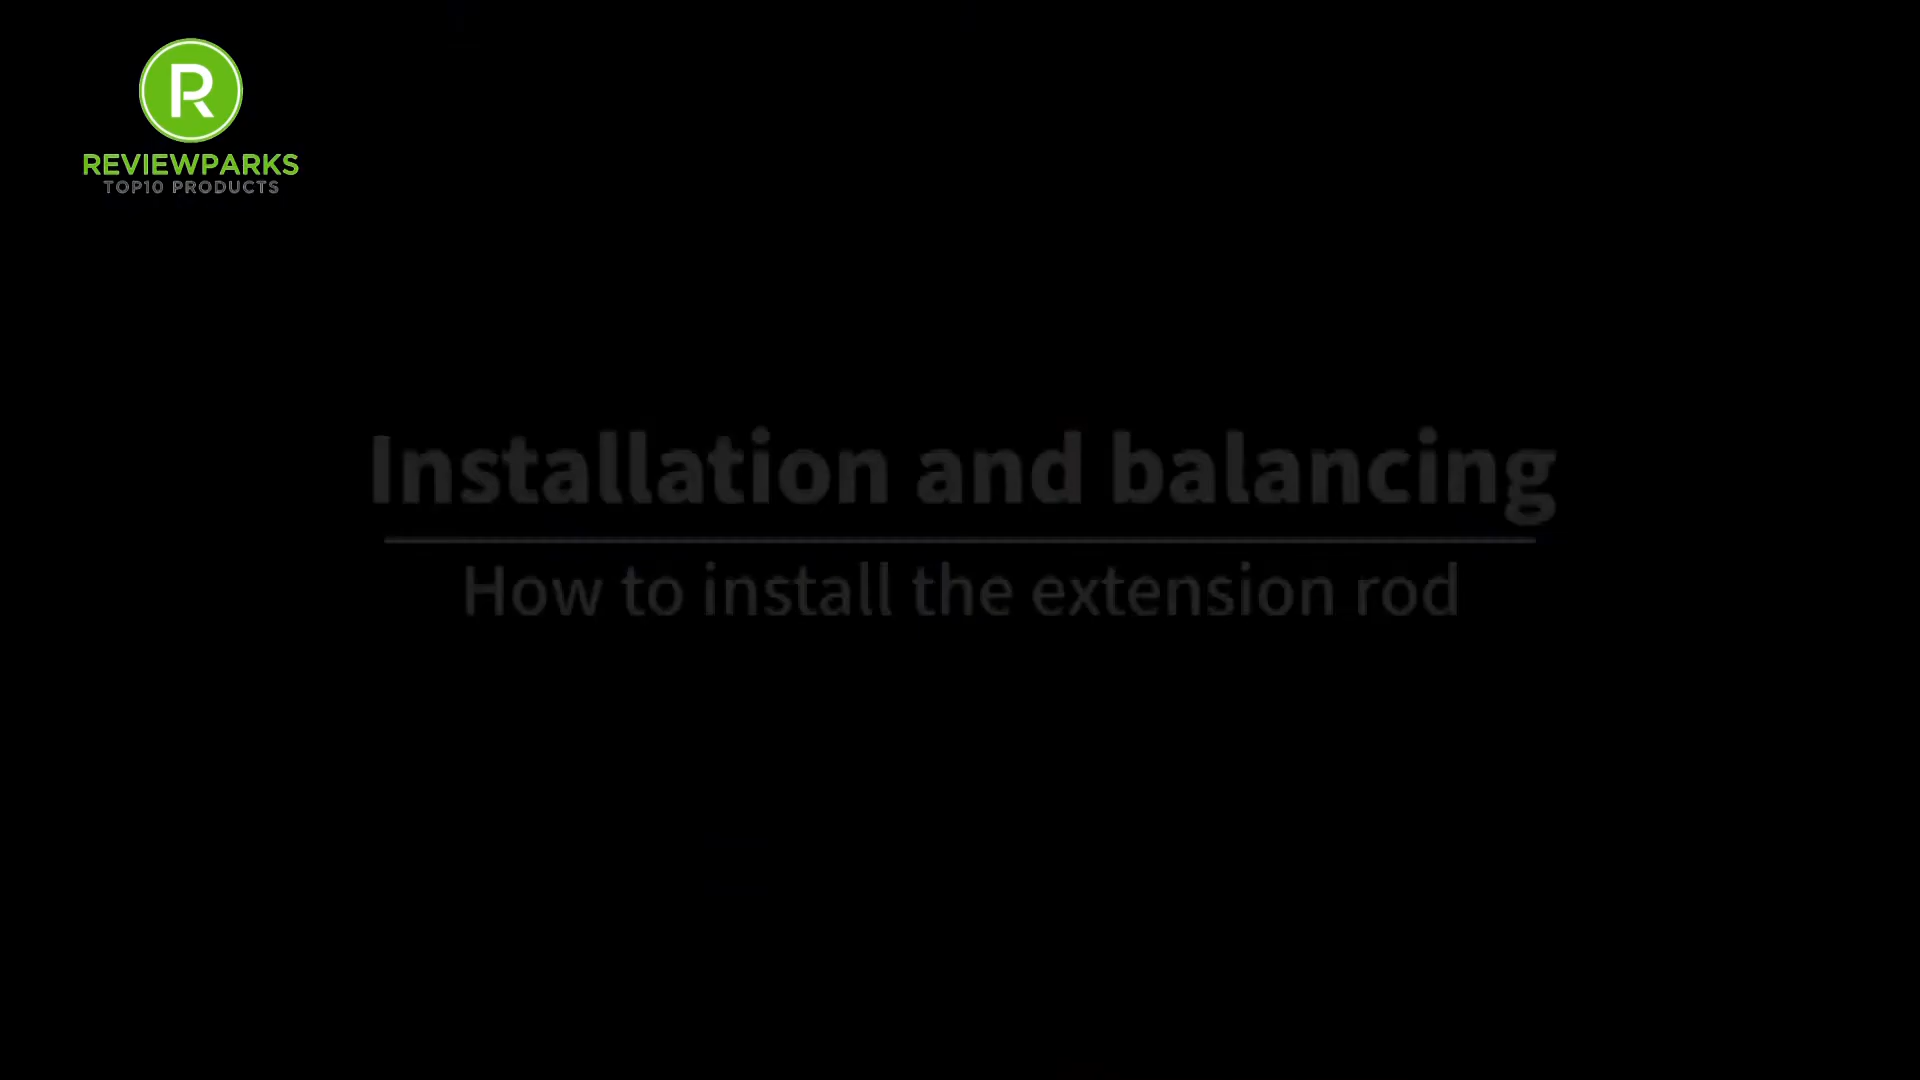 R
REVIEWPARKS
TOP10 PRODUCTS
Installation and balancing
How to install the extension rod